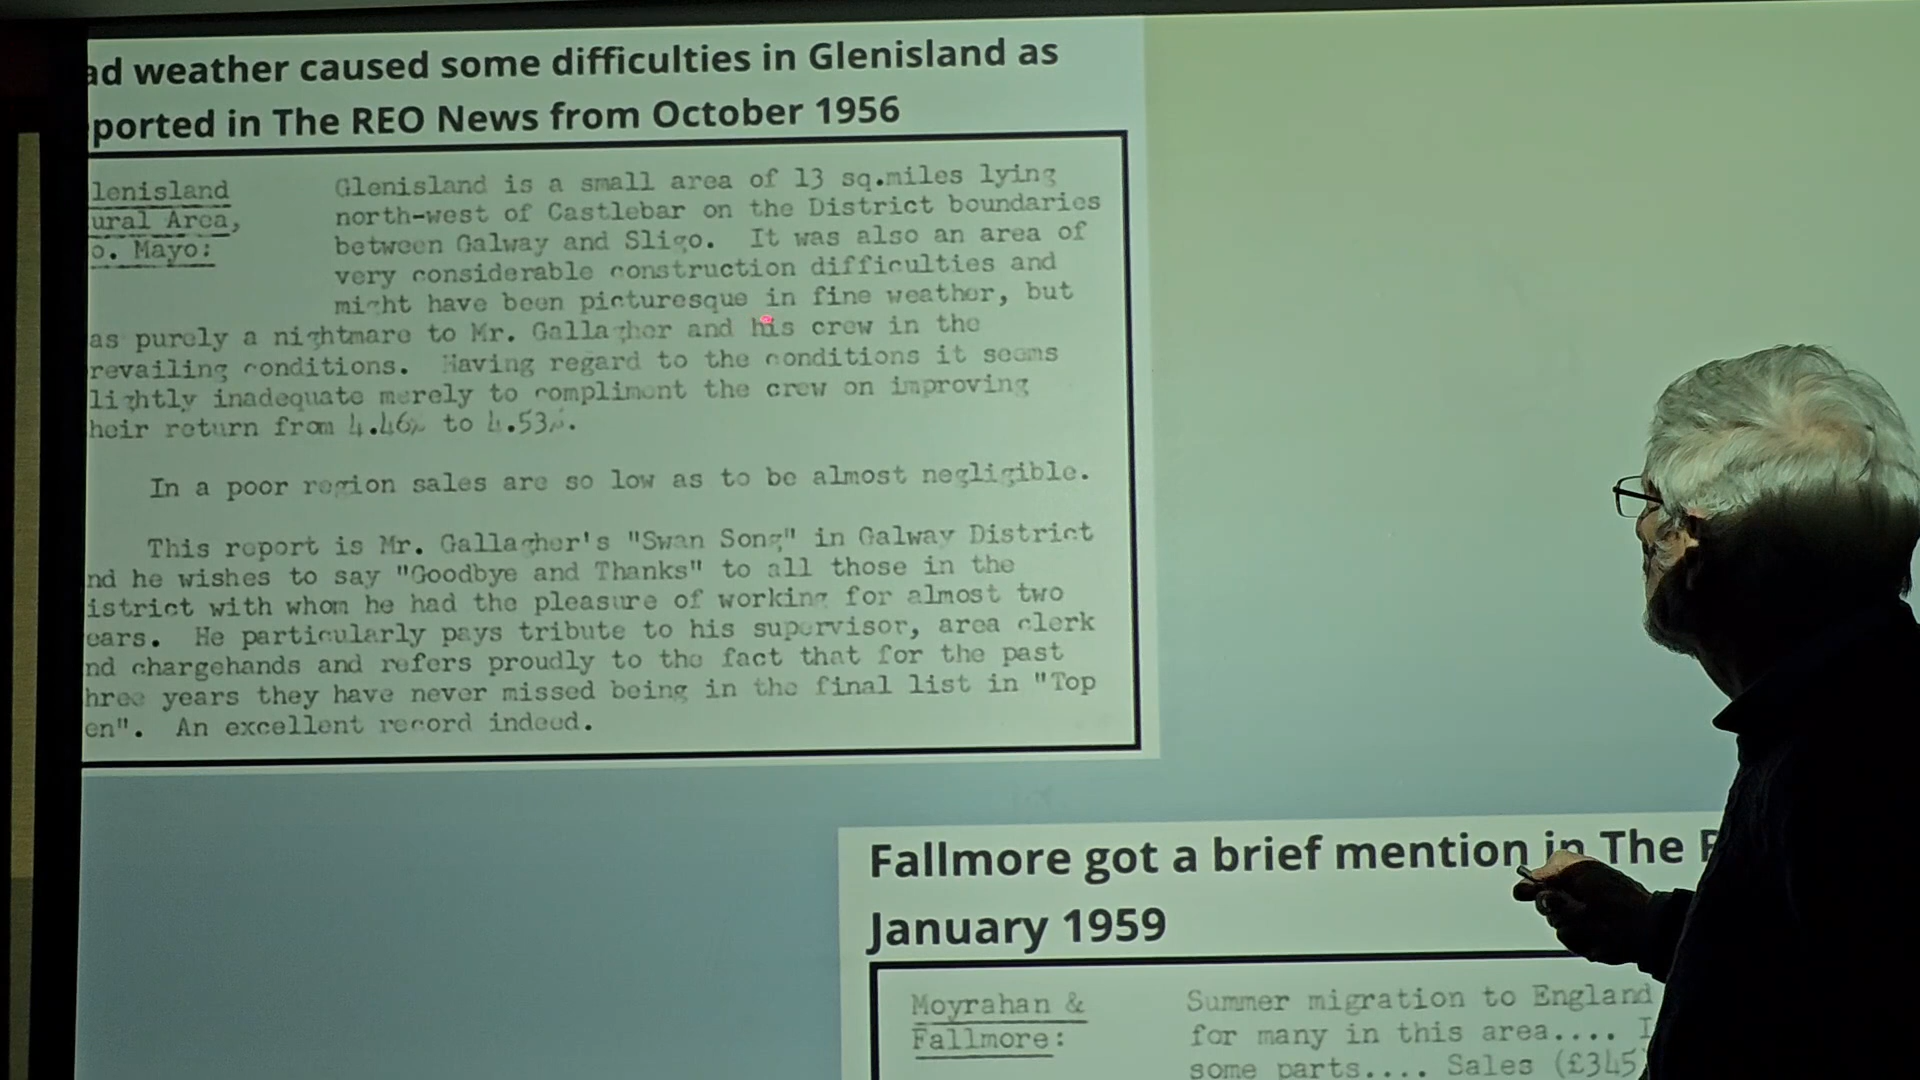 ad weather caused some difficulties in Glenisland as
ported in The REO News from October 1956
lenisland
ural Area,
o. Mayo:
Glenisland is a small area of 13 sq.miles lying
north-west of Castlebar on the District boundaries
between Galway and Sligo. It was also an area of
very considerable construction difficulties and
might have been picturesque in fine weather, but
as purely a nightmare to Mr. Gallagher and his crew in the
revailing conditions. Having regard to the conditions it seems
lightly inadequate merely to compliment the crew on improving
heir return from 4.46% to 4.53%.
In a poor region sales are so low as to be almost negligible.
This report is Mr. Gallagher's "Swan Song" in Galway District
nd he wishes to say "Goodbye and Thanks" to all those in the
istrict with whom he had the pleasure of working for almost two
ears. He particularly pays tribute to his supervisor, area clerk
nd chargehands and refers proudly to the fact that for the past
hree years they have never missed being in the final list in "Top
en". An excellent record indeed.
Fallmore got a brief mention in The
January 1959
Moyrahan &
Fallmore:
Summer migration to England
for many in this area....
some parts.... Sales (£345